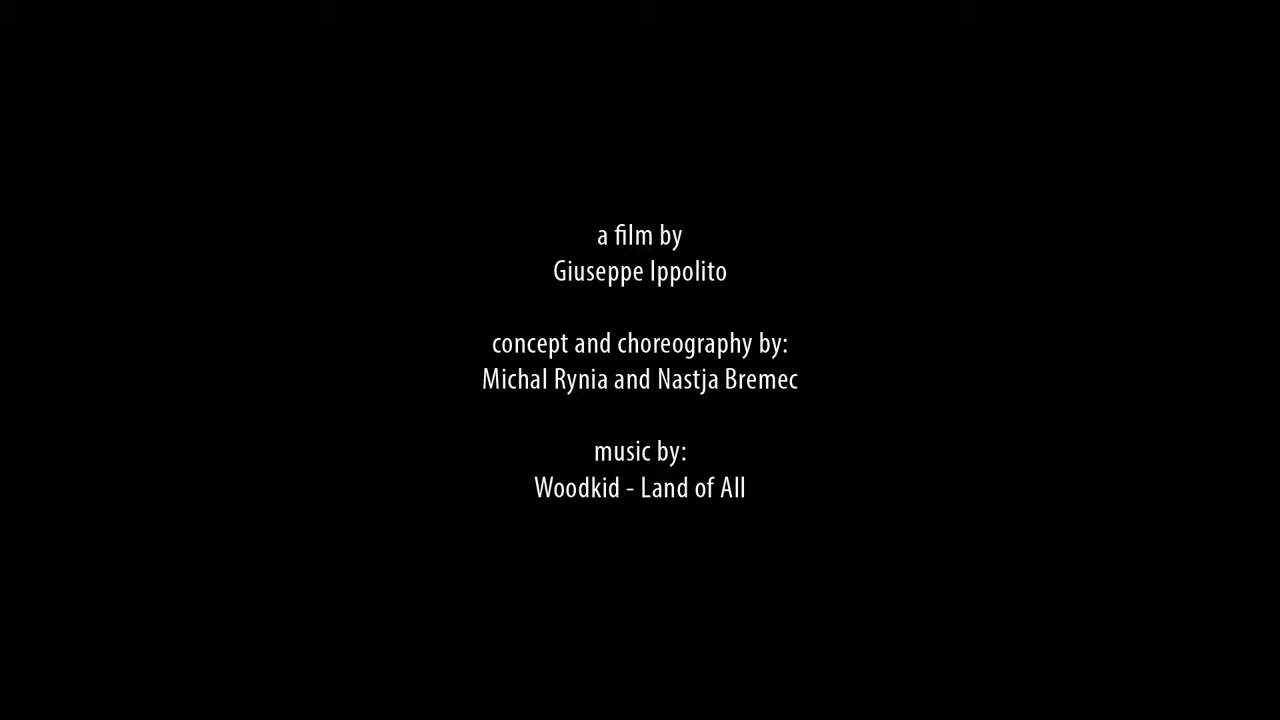 a film by
Giuseppe Ippolito
concept and choreography by:
Michal Rynia and Nastja Bremec
music by:
Woodkid - Land of All